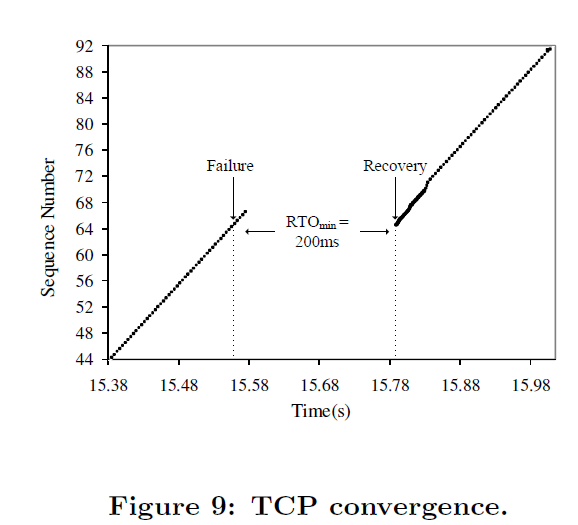 92
88
84
80
76
72
68
64
60
56
52
48
44
Sequence Number
Failure
Recovery
RTOmin =
200ms
15.38 15.48 15.58 15.68 15.78 15.88 15.98
Time(s)
Figure 9: TCP convergence.